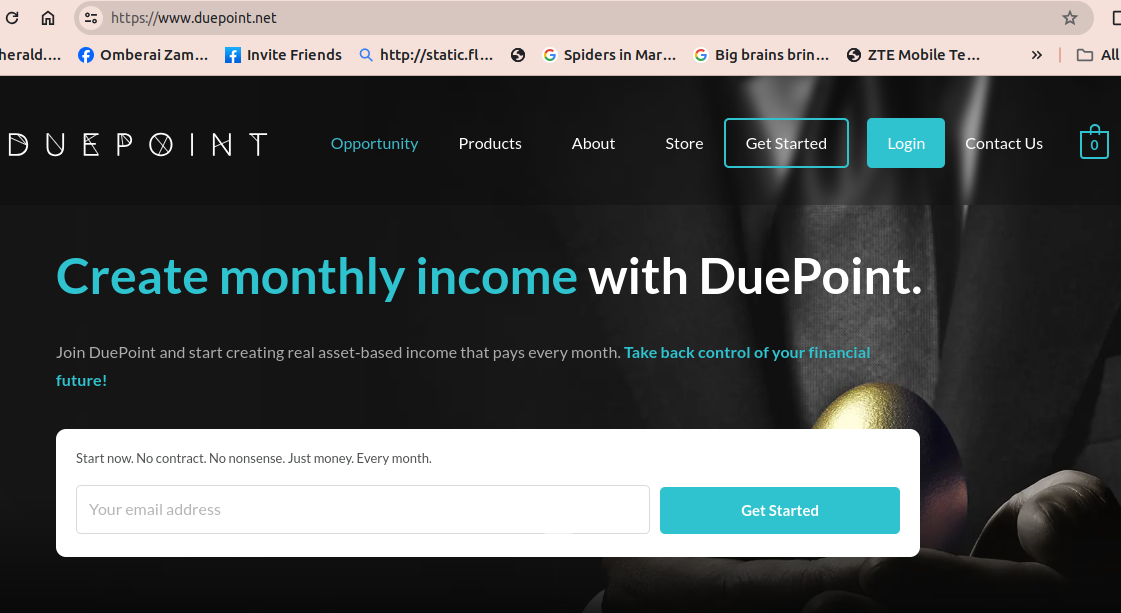 https://www.duepoint.net
herald.... Omberai Zam... Invite Friends http://static.fl... Spiders in Mar... Big brains brin... ZTE Mobile Te... » All
DUEPOINT Opportunity Products About Store Get Started Login Contact Us 0
Create monthly income with DuePoint.
Join DuePoint and start creating real asset-based income that pays every month. Take back control of your financial
future!
Start now. No contract. No nonsense. Just money. Every month.
Your email address Get Started